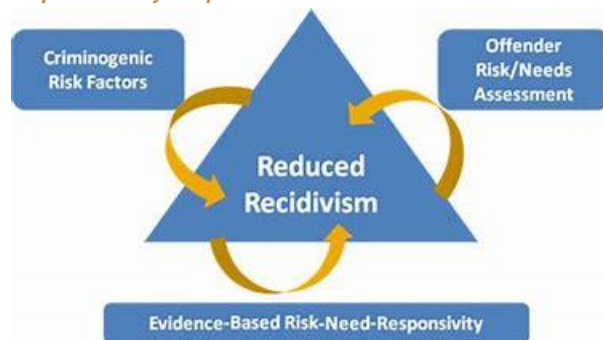 Criminogenic
Risk Factors
Offender
Risk/Needs
Assessment
Reduced
Recidivism
Evidence-Based Risk-Need-Responsivity